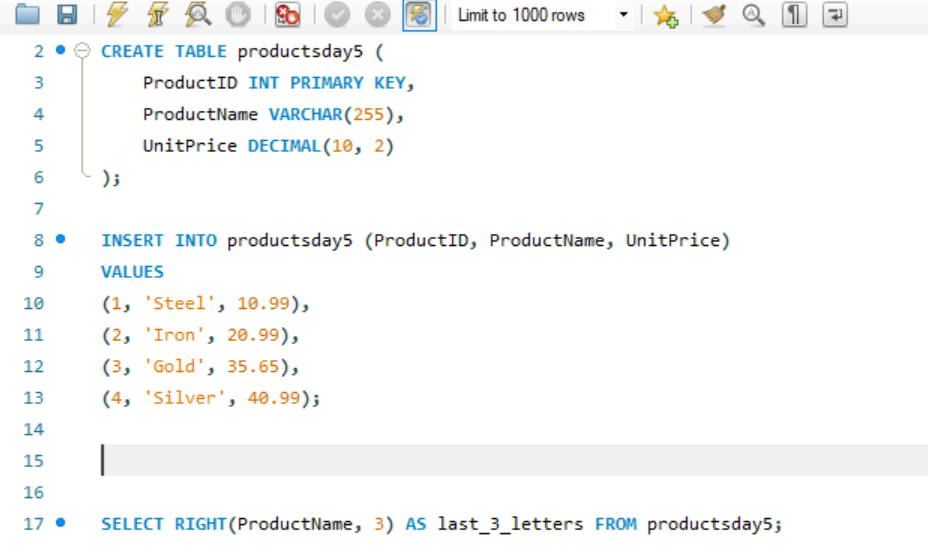 Limit to 1000 rows
2 CREATE TABLE productsday5 (
3 ProductID INT PRIMARY KEY,
4 ProductName VARCHAR(255),
5 UnitPrice DECIMAL(10, 2)
6 );
7
8 INSERT INTO productsday5 (ProductID, ProductName, UnitPrice)
9 VALUES
10 (1, 'Steel', 10.99),
11 (2, 'Iron', 20.99),
12 (3, 'Gold', 35.65),
13 (4, 'Silver', 40.99);
14
15
16
17 SELECT RIGHT(ProductName, 3) AS last_3_letters FROM productsday5;